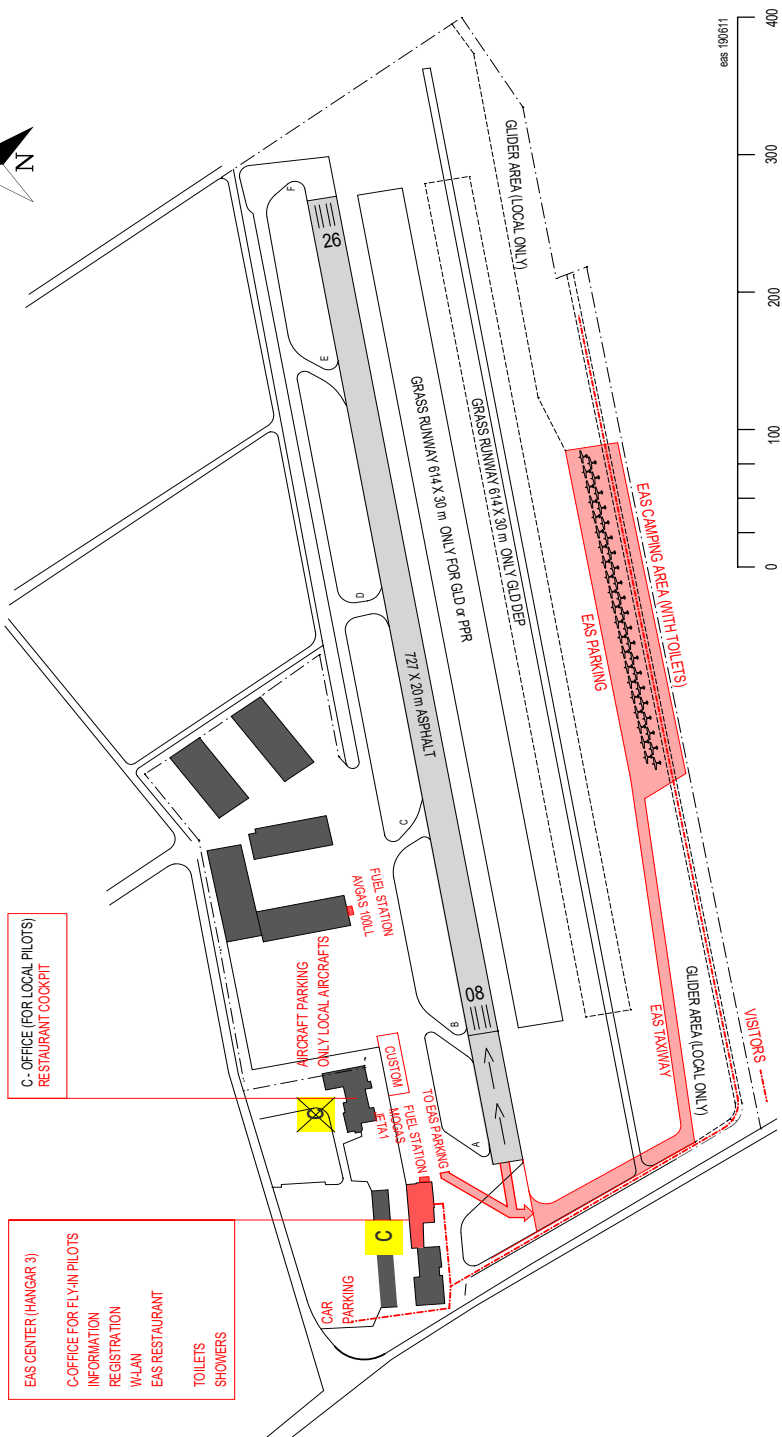 EAS CENTER (HANGAR 3)
C-OFFICE FOR FLY-IN PILOTS
INFORMATION
REGISTRATION
W-LAN
EAS RESTAURANT
TOILETS
SHOWERS
C - OFFICE (FOR LOCAL PILOTS)
RESTAURANT COCKPIT
N
CAR
PARKING
C
C
JETA1
MOGAS
FUEL STATION
CUSTOM
TO EAS PARKING
AIRCRAFT PARKING
ONLY LOCAL AIRCRAFTS
FUEL STATION
AVGAS 100LL
A
B
C
D
E
F
08
727 X 20 m ASPHALT
26
GRASS RUNWAY 614 X 30 m ONLY FOR GLD or PPR
GRASS RUNWAY 614 X 30 m ONLY GLD DEP
GLIDER AREA (LOCAL ONLY)
EAS PARKING
EAS CAMPING AREA (WITH TOILETS)
EAS TAXIWAY
GLIDER AREA (LOCAL ONLY)
VISITORS
0
100
200
300
400
eas 190611